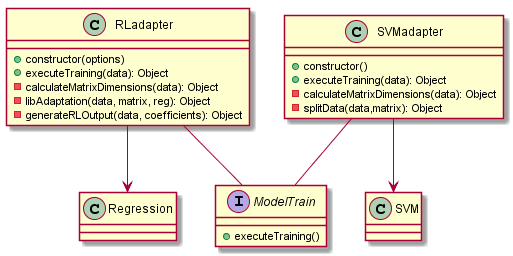 C RLadapter
constructor(options)
executeTraining(data): Object
calculateMatrixDimensions(data): Object
libAdaptation(data, matrix, reg): Object
generateRLOutput(data, coefficients): Object
C SVMadapter
constructor()
executeTraining(data): Object
calculateMatrixDimensions(data): Object
splitData(data,matrix): Object
C Regression
I ModelTrain
executeTraining()
C SVM